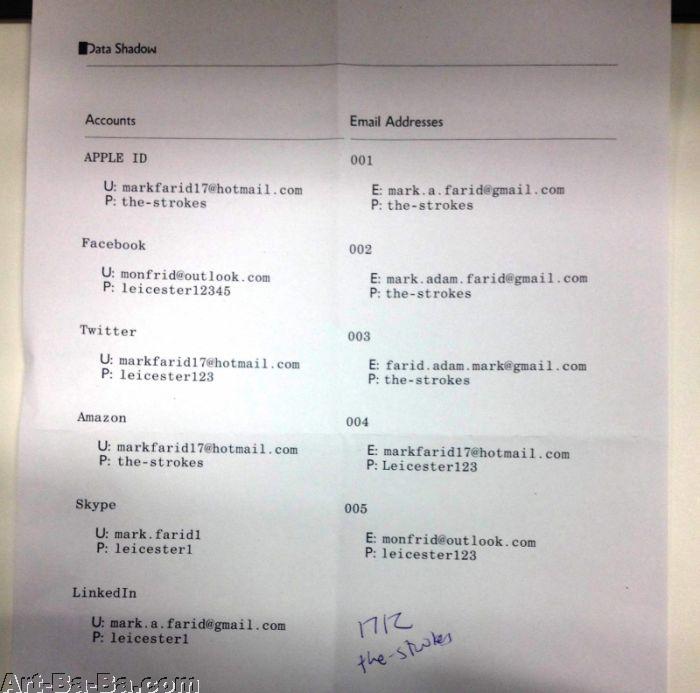 Data Shadow
Accounts
APPLE ID
U: markfarid17@hotmail.com
P: the-strokes
Facebook
U: monfrid@outlook.com
P: leicester12345
Twitter
U: markfarid17@hotmail.com
P: leicester123
Amazon
U: markfarid17@hotmail.com
P: the-strokes
Skype
U: mark.farid1
P: leicester1
LinkedIn
U: mark.a.farid@gmail.com
P: leicester1
Email Addresses
001
E: mark.a.farid@gmail.com
P: the-strokes
002
E: mark.adam.farid@gmail.com
P: the-strokes
003
E: farid.adam.mark@gmail.com
P: the-strokes
004
E: markfarid17@hotmail.com
P: Leicester123
005
E: monfrid@outlook.com
P: leicester123
the-strokes
Art-Ba-Ba.com